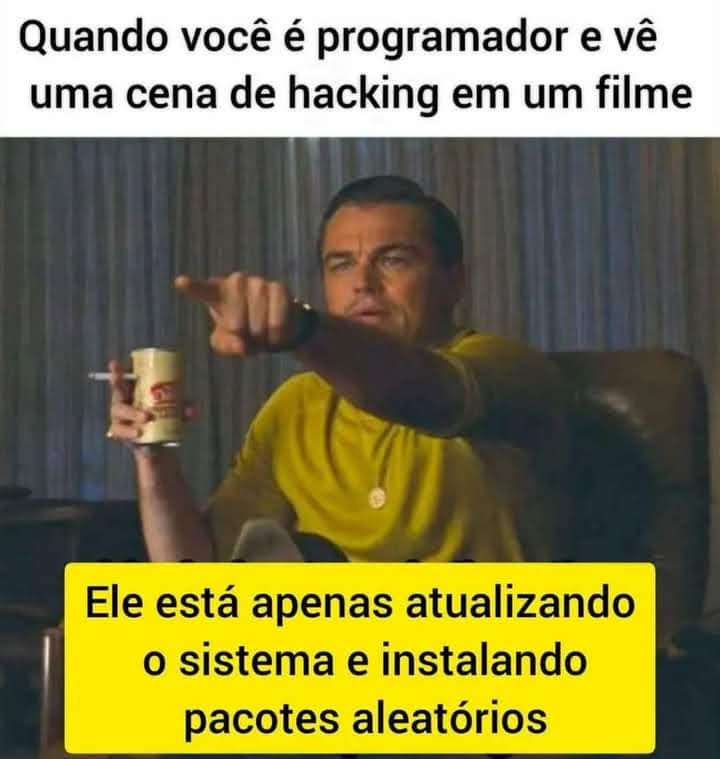 Quando você é programador e vê
uma cena de hacking em um filme
Ele está apenas atualizando
o sistema e instalando
pacotes aleatórios